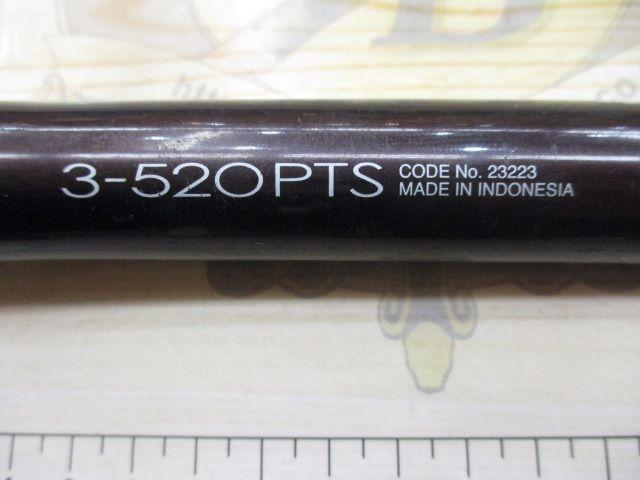 3-520PTS
CODE No. 23223
MADE IN INDONESIA